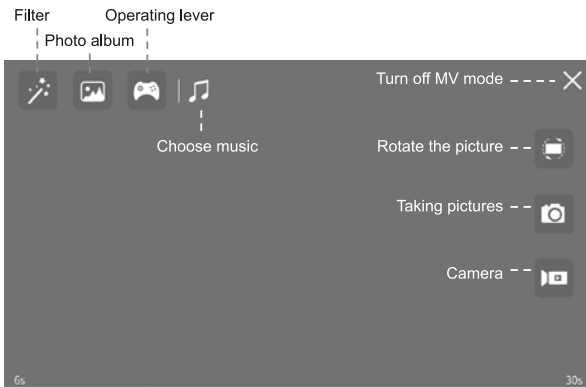 Filter
Operating lever
Photo album
Turn off MV mode
Choose music
Rotate the picture
Taking pictures
Camera
6s
30s